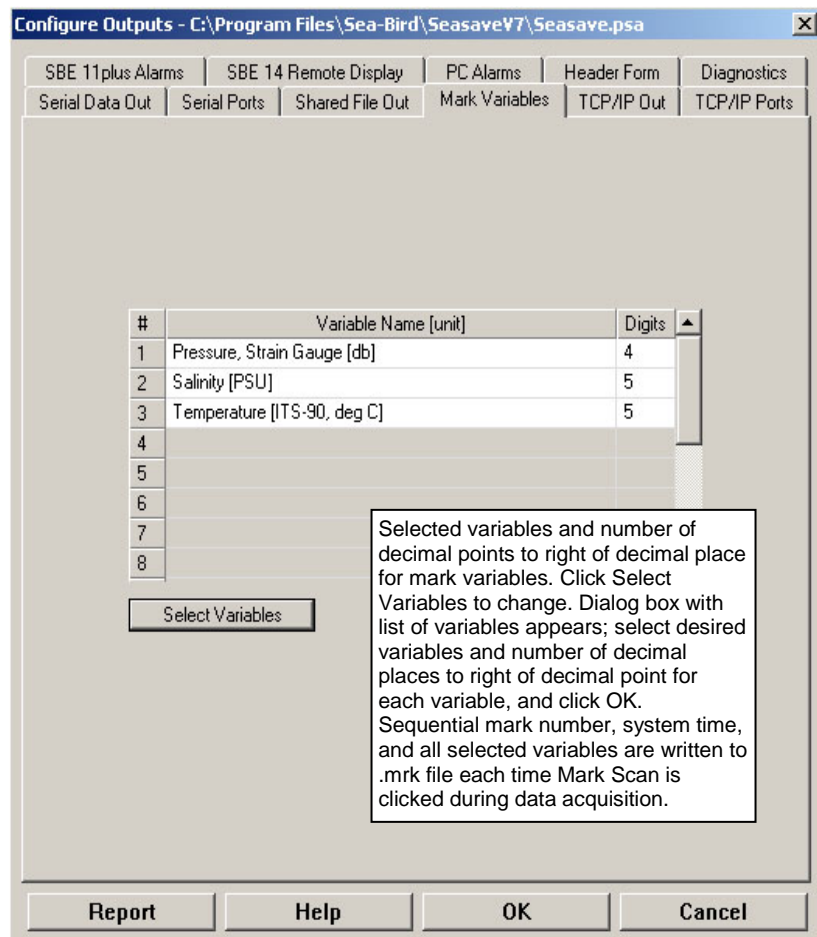 Configure Outputs - C:\Program Files\Sea-Bird\SeasaveV7\Seasave.psa
SBE 11plus Alarms SBE 14 Remote Display PC Alarms Header Form Diagnostics
Serial Data Out Serial Ports Shared File Out Mark Variables TCP/IP Out TCP/IP Ports
# Variable Name [unit] Digits
1 Pressure, Strain Gauge [db] 4
2 Salinity [PSU] 5
3 Temperature [ITS-90, deg C] 5
4
5
6
7
8
Select Variables
Selected variables and number of
decimal points to right of decimal place
for mark variables. Click Select
Variables to change. Dialog box with
list of variables appears; select desired
variables and number of decimal
places to right of decimal point for
each variable, and click OK.
Sequential mark number, system time,
and all selected variables are written to
.mrk file each time Mark Scan is
clicked during data acquisition.
Report Help OK Cancel